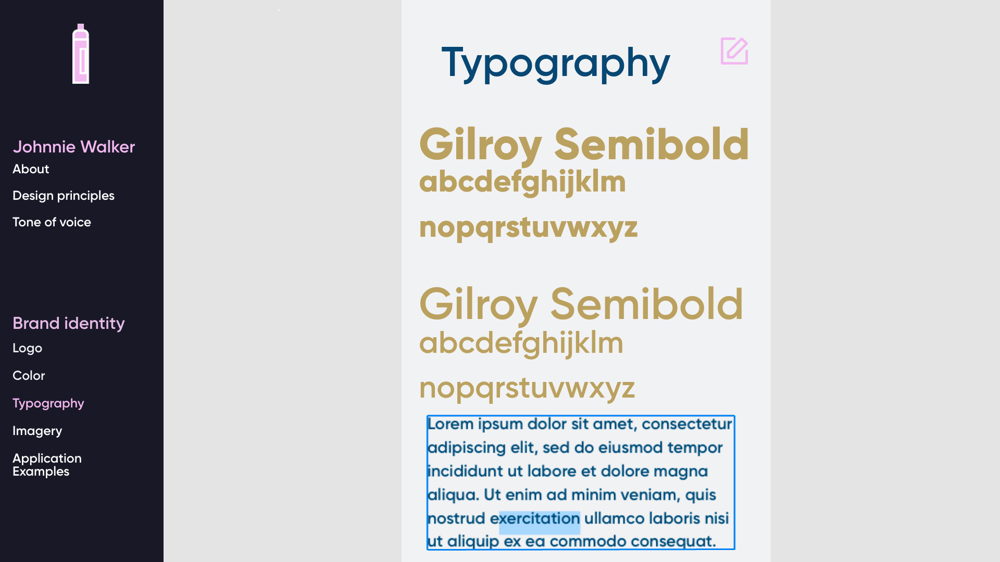 Johnnie Walker
About
Design principles
Tone of voice
Brand identity
Logo
Color
Typography
Imagery
Application
Examples
Typography
Gilroy Semibold
abcdefghijklm
nopqrstuvwxyz
Gilroy Semibold
abcdefghijklm
nopqrstuvwxyz
Lorem ipsum dolor sit amet, consectetur
adipiscing elit, sed do eiusmod tempor
incididunt ut labore et dolore magna
aliqua. Ut enim ad minim veniam, quis
nostrud exercitation ullamco laboris nisi
ut aliquip ex ea commodo consequat.